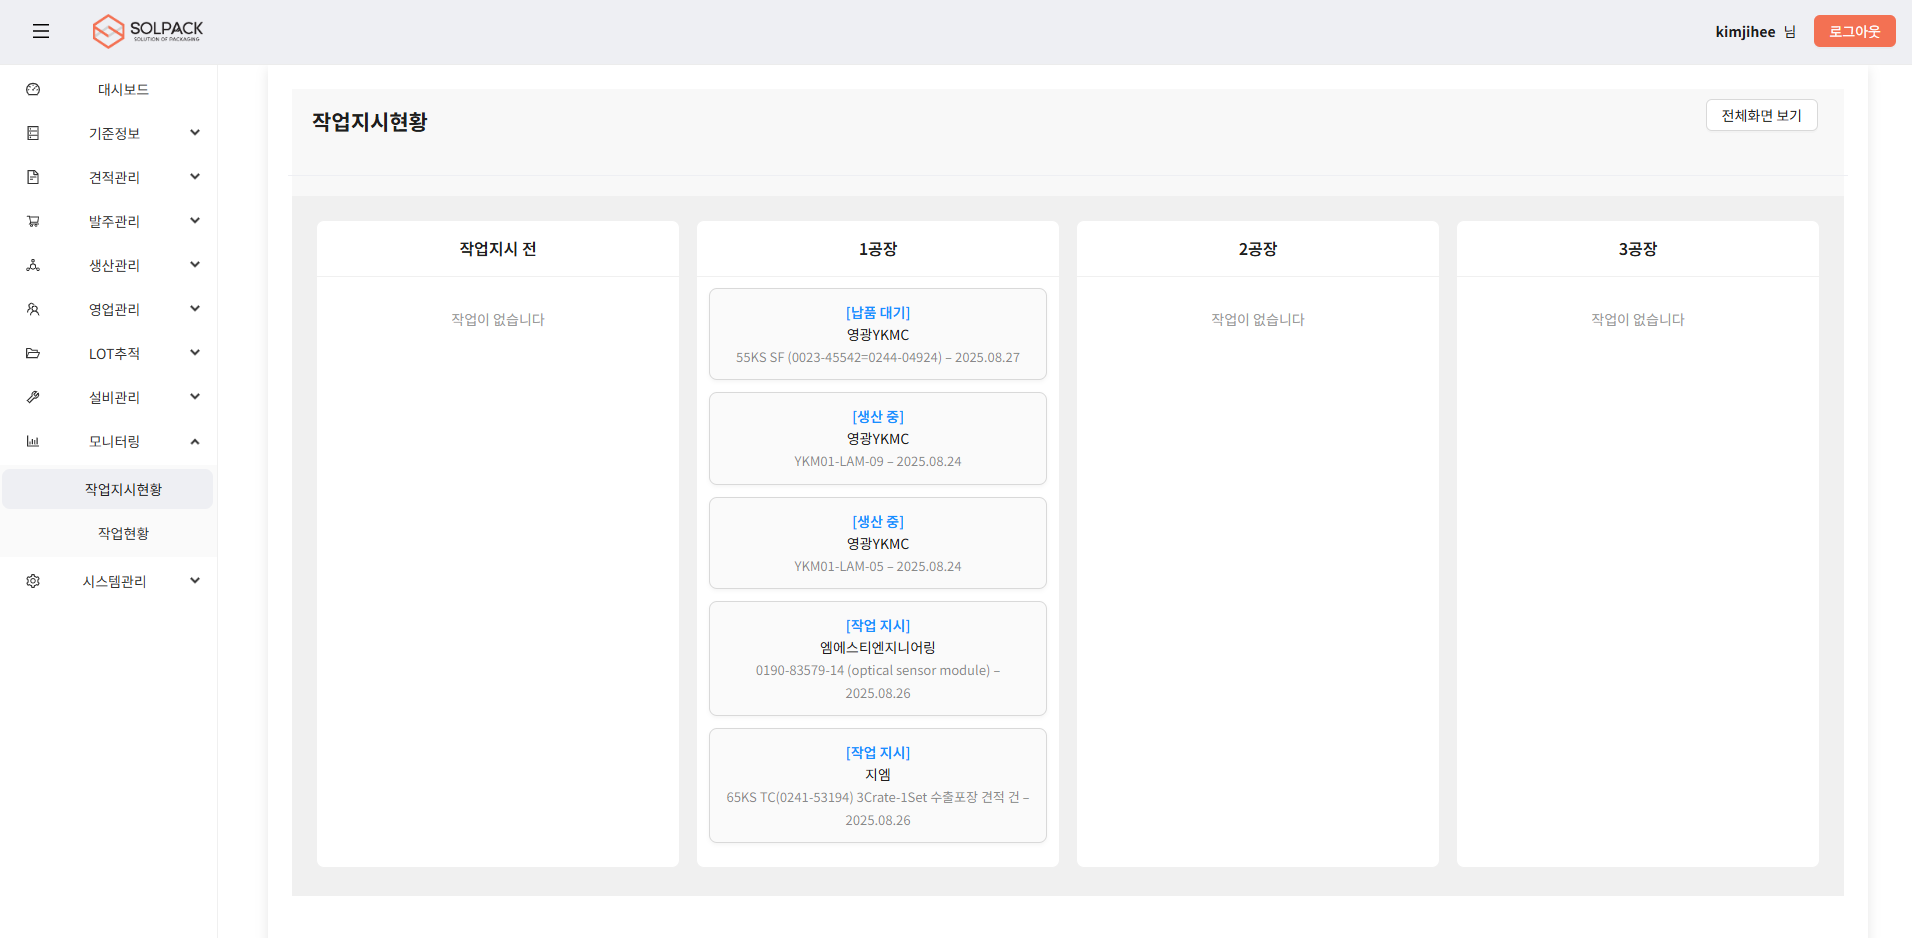 SOLPACK
SOLUTION OF PACKAGING
kimjihee 님
로그아웃
대시보드
기준정보
견적관리
발주관리
생산관리
영업관리
LOT추적
설비관리
모니터링
작업지시현황
작업현황
시스템관리
작업지시현황
전체화면 보기
작업지시 전
작업이 없습니다
1공장
[납품 대기]
영광YKMC
55KS SF (0023-45542=0244-04924) – 2025.08.27
[생산 중]
영광YKMC
YKM01-LAM-09 – 2025.08.24
[생산 중]
영광YKMC
YKM01-LAM-05 – 2025.08.24
[작업 지시]
엠에스티엔지니어링
0190-83579-14 (optical sensor module) –
2025.08.26
[작업 지시]
지엠
65KS TC(0241-53194) 3Crate-1Set 수출포장 견적 건 –
2025.08.26
2공장
작업이 없습니다
3공장
작업이 없습니다